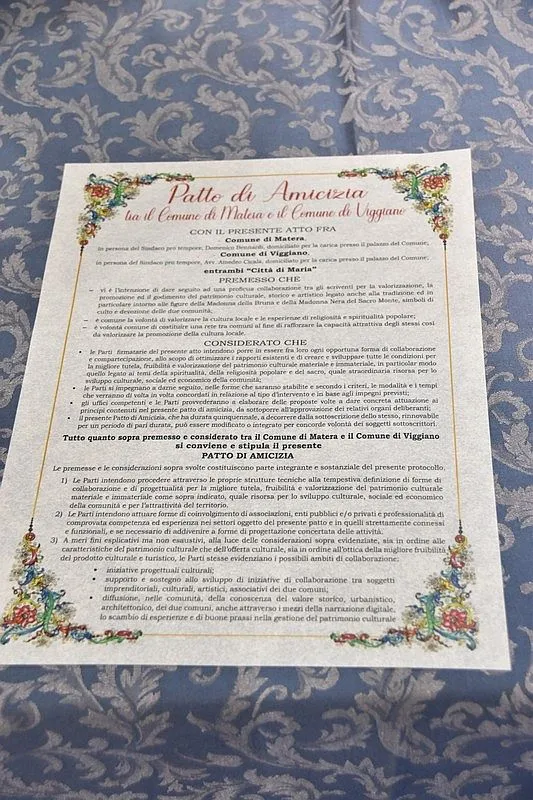 Patto di Amicizia
tra il Comune di Matera e il Comune di Viggiano
CON IL PRESENTE ATTO FRA
Comune di Matera,
in persona del Sindaco pro tempore, Domenico Bennardi, domiciliato per la carica presso il palazzo del Comune,
Comune di Viggiano,
in persona del Sindaco pro tempore, Avv. Amedeo Cicala, domiciliato per la carica presso il palazzo del Comune,
entrambi “Città di Maria”
PREMESSO CHE
– vi è l'intenzione di dare seguito ad una proficua collaborazione tra gli scriventi per la valorizzazione, la
promozione ed il godimento del patrimonio culturale, storico e artistico legato anche alla tradizione ed in
particolare intorno alle figure della Madonna della Bruna e della Madonna Nera del Sacro Monte, simboli di
culto e devozione delle due comunità,
– è comune la volontà di valorizzare la cultura locale e le esperienze di religiosità e spiritualità popolare;
– è volontà comune di costituire una rete tra comuni al fine di rafforzare la capacità attrattiva degli stessi così
da valorizzare la promozione della cultura locale.
CONSIDERATO CHE
• le Parti firmatarie del presente atto intendono porre in essere fra loro ogni opportuna forma di collaborazione
e compartecipazione, allo scopo di ottimizzare i rapporti esistenti e di creare e sviluppare tutte le condizioni per
la migliore tutela, fruibilità e valorizzazione del patrimonio culturale materiale e immateriale, in particolar modo
quello legato ai temi della spiritualità, della religiosità popolare e del sacro, quale straordinaria risorsa per lo
sviluppo culturale, sociale ed economico della comunità;
• le Parti si impegnano a darne seguito, nelle forme che saranno stabilite e secondo i criteri, le modalità e i tempi
che verranno di volta in volta concordati in relazione al tipo d'intervento e in base agli impegni previsti;
• gli uffici competenti e le Parti provvederanno a elaborare delle proposte volte a dare concreta attuazione ai
principi contenuti nel presente patto di amicizia, da sottoporre all'approvazione dei relativi organi deliberanti;
• il presente Patto di Amicizia, che ha durata quinquennale, a decorrere dalla sottoscrizione dello stesso, rinnovabile
per un periodo di pari durata, può essere modificato o integrato per concorde volontà dei soggetti sottoscrittori.
Tutto quanto sopra premesso e considerato tra il Comune di Matera e il Comune di Viggiano
si conviene e stipula il presente
PATTO DI AMICIZIA
Le premesse e le considerazioni sopra svolte costituiscono parte integrante e sostanziale del presente protocollo.
1) Le Parti intendono procedere attraverso le proprie strutture tecniche alla tempestiva definizione di forme di
collaborazione e di progettualità per la migliore tutela, fruibilità e valorizzazione del patrimonio culturale
materiale e immateriale come sopra indicato, quale risorsa per lo sviluppo culturale, sociale ed economico
della comunità e per l'attrattività del territorio.
2) Le Parti intendono attuare forme di coinvolgimento di associazioni, enti pubblici e/o privati e professionalità di
comprovata competenza ed esperienza nei settori oggetto del presente patto e in quelli strettamente connessi
e funzionali, e se necessario di addivenire a forme di progettazione concertata delle attività.
3) A meri fini esplicativi ma non esaustivi, alla luce delle considerazioni sopra evidenziate, sia in ordine alle
caratteristiche del patrimonio culturale che dell'offerta culturale, sia in ordine all'ottica della migliore fruibilità
del prodotto culturale e turistico, le Parti stesse evidenziano i possibili ambiti di collaborazione:
• iniziative progettuali culturali;
• supporto e sostegno allo sviluppo di iniziative di collaborazione tra soggetti
imprenditoriali, culturali, artistici, associativi dei due comuni,
• diffusione, nelle comunità, della conoscenza del valore storico, urbanistico,
architettonico, dei due comuni, anche attraverso i mezzi della narrazione digitale,
lo scambio di esperienze e di buone prassi nella gestione del patrimonio culturale